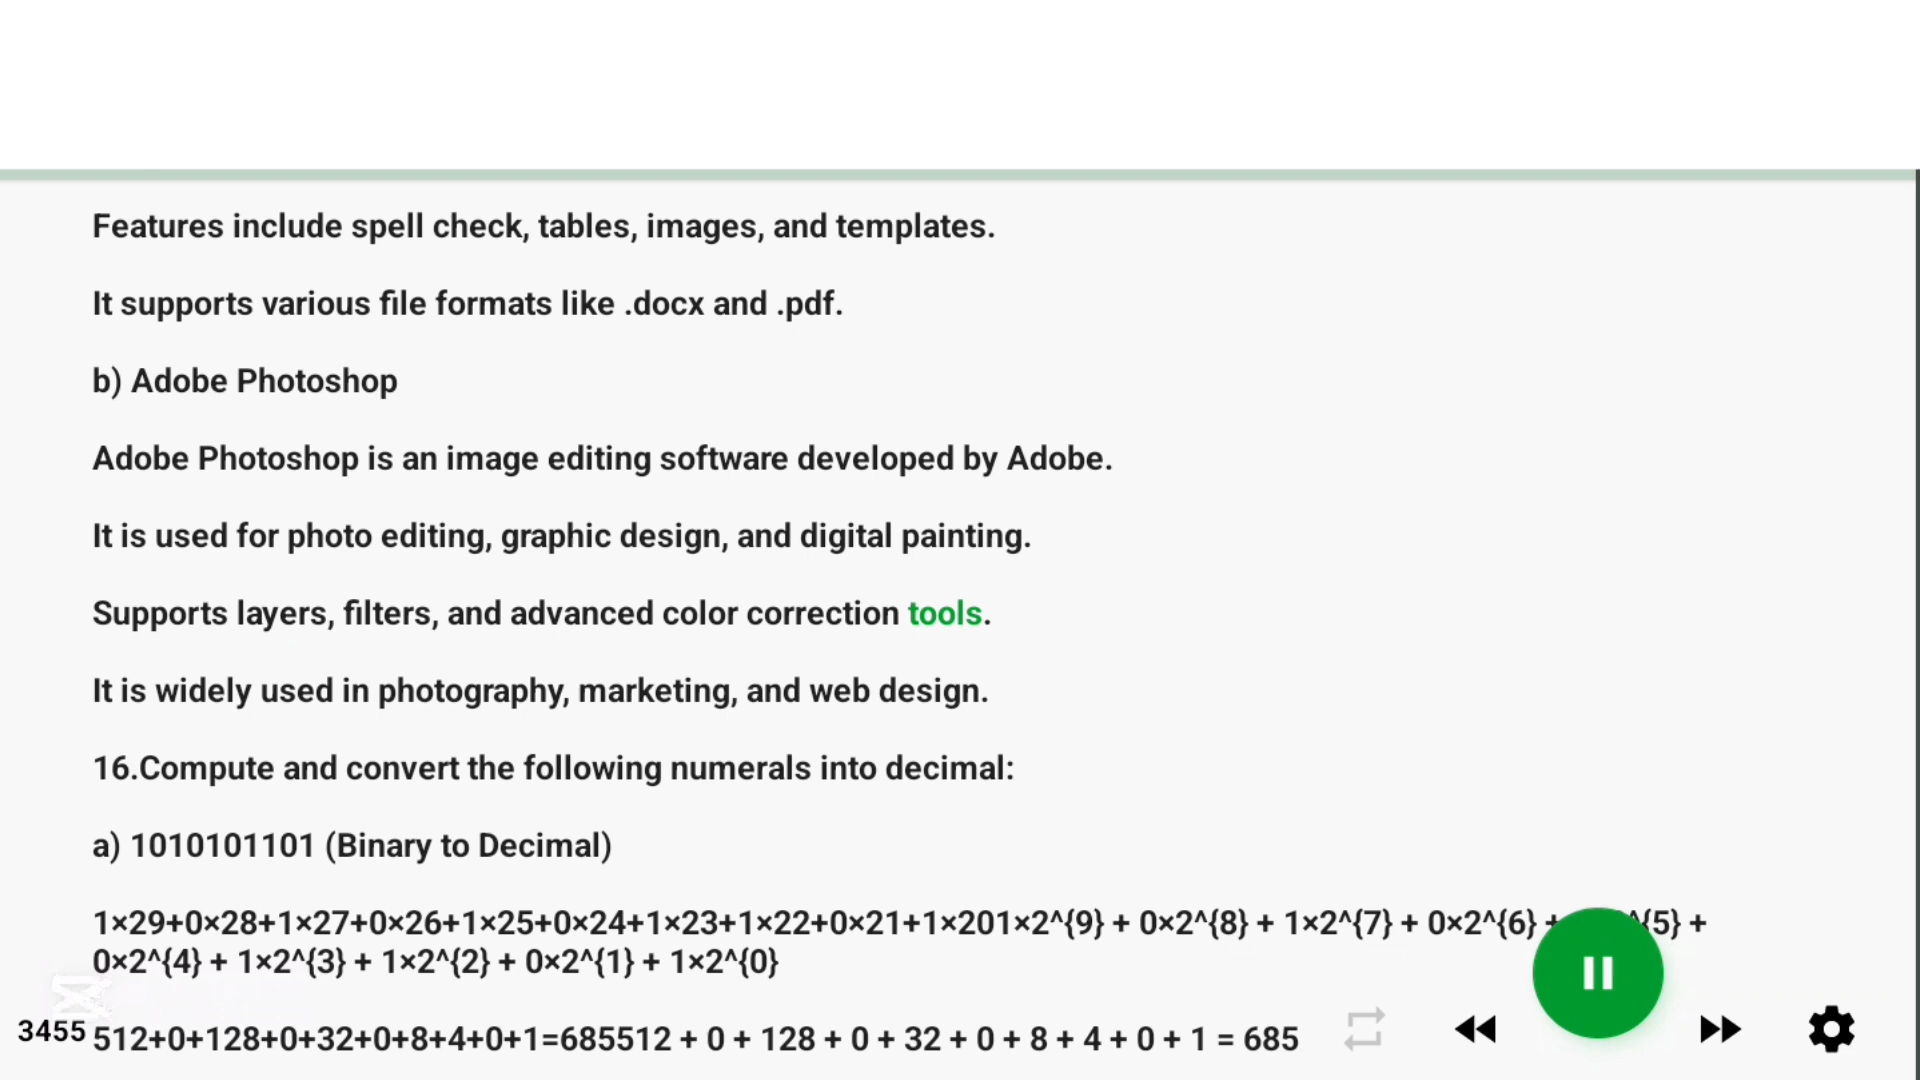 Features include spell check, tables, images, and templates.
It supports various file formats like .docx and .pdf.
b) Adobe Photoshop
Adobe Photoshop is an image editing software developed by Adobe.
It is used for photo editing, graphic design, and digital painting.
Supports layers, filters, and advanced color correction tools.
It is widely used in photography, marketing, and web design.
16.Compute and convert the following numerals into decimal:
a) 1010101101 (Binary to Decimal)
1×29+0×28+1×27+0×26+1×25+0×24+1×23+1×22+0×21+1×201×2^{9} + 0×2^{8} + 1×2^{7} + 0×2^{6} + ^{5} +
0×2^{4} + 1×2^{3} + 1×2^{2} + 0×2^{1} + 1×2^{0}
3455
512+0+128+0+32+0+8+4+0+1=685512 + 0 + 128 + 0 + 32 + 0 + 8 + 4 + 0 + 1 = 685